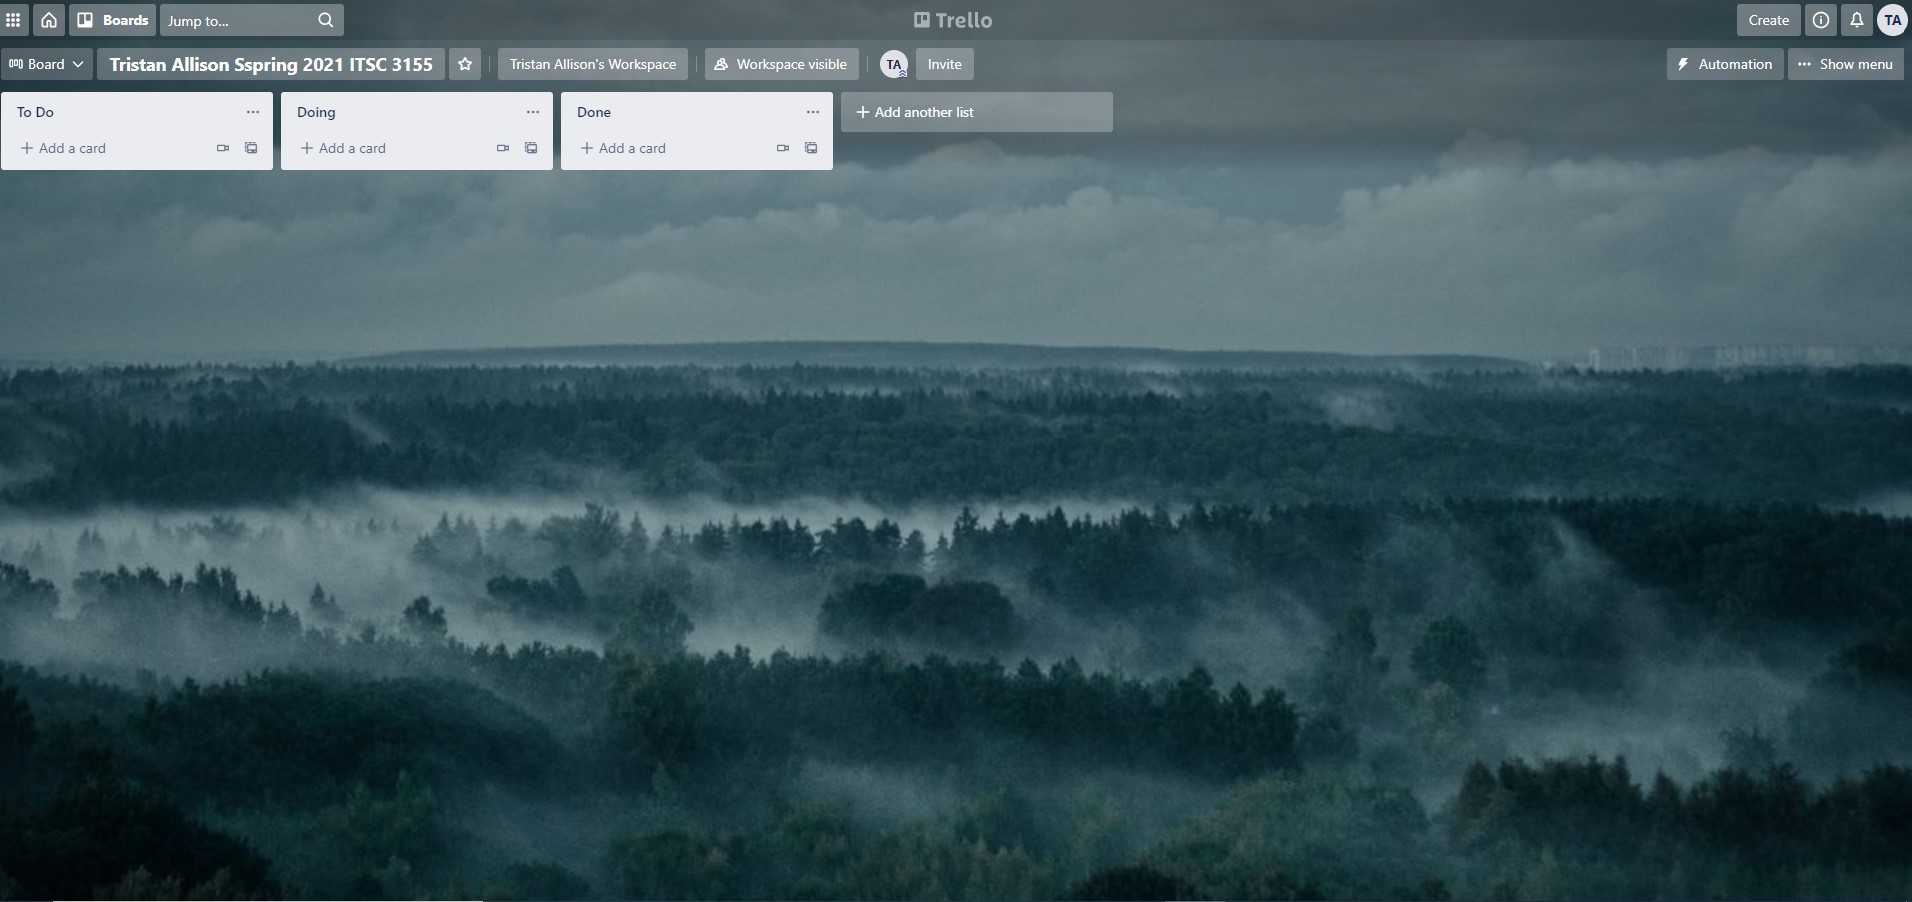 Boards Jump to... Trello Create TA
Board Tristan Allison Sspring 2021 ITSC 3155 Tristan Allison's Workspace Workspace visible TA Invite Automation ... Show menu
To Do ... Doing ... Done ... + Add another list
+ Add a card + Add a card + Add a card